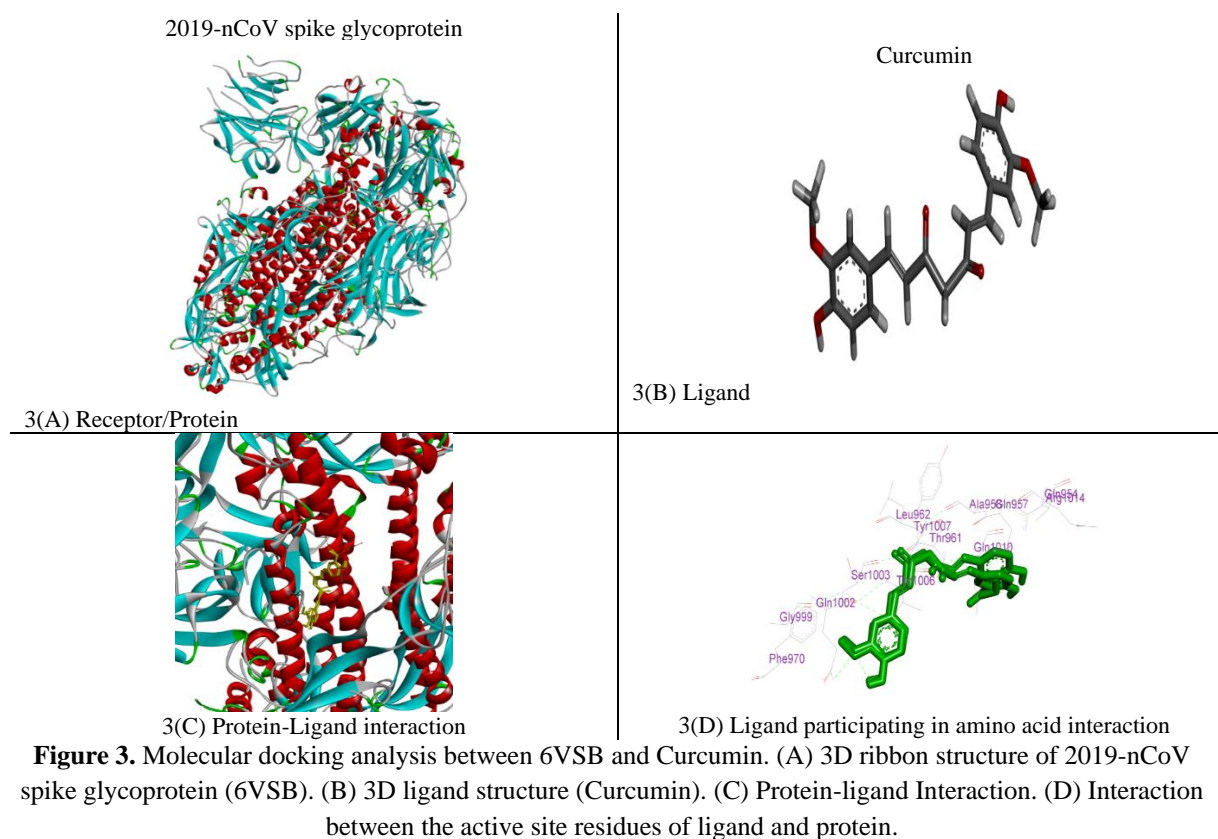 2019-nCoV spike glycoprotein
3(A) Receptor/Protein
Curcumin
3(B) Ligand
3(C) Protein-Ligand interaction
Leu962
Tyr1007
Thr961
Gln957
Arg1014
Gln1010
Ser1003
Gln1002
Gly999
Phe970
3(D) Ligand participating in amino acid interaction
Figure 3. Molecular docking analysis between 6VSB and Curcumin. (A) 3D ribbon structure of 2019-nCoV
spike glycoprotein (6VSB). (B) 3D ligand structure (Curcumin). (C) Protein-ligand Interaction. (D) Interaction
between the active site residues of ligand and protein.